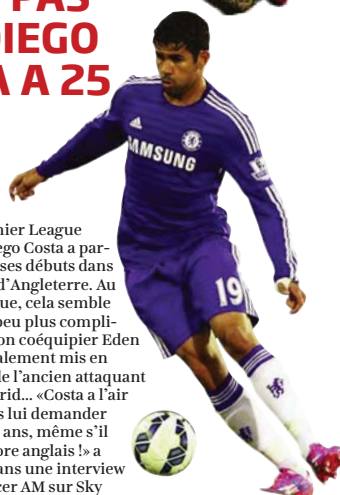 PAS
DIEGO
A A 25
nier League
ego Costa a par-
ses débuts dans
d'Angleterre. Au
ue, cela semble
peu plus compli-
on coéquipier Eden
alement mis en
e l'ancien attaquant
rid... «Costa a l'air
s lui demander
ans, même s'il
ore anglais !» a
ans une interview
cer AM sur Sky
adidas
SAMSUNG
19